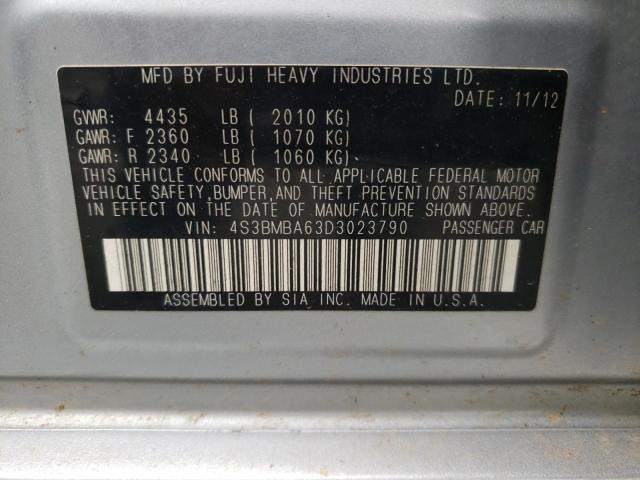 MFD BY FUJI HEAVY INDUSTRIES LTD.
DATE: 11/12
GVWR: 4435 LB ( 2010 KG)
GAWR: F 2360 LB ( 1070 KG)
GAWR: R 2340 LB ( 1060 KG)
THIS VEHICLE CONFORMS TO ALL APPLICABLE FEDERAL MOTOR
VEHICLE SAFETY, BUMPER, AND THEFT PREVENTION STANDARDS
IN EFFECT ON THE DATE OF MANUFACTURE SHOWN ABOVE.
VIN: 4S3BMBA63D3023790 PASSENGER CAR
ASSEMBLED BY SIA INC. MADE IN U.S.A.